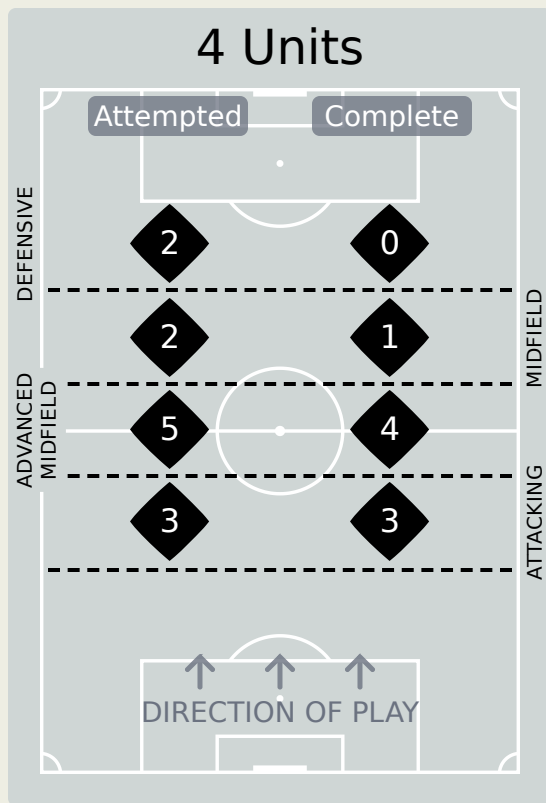 4 Units
Attempted Complete
DEFENSIVE
2 0
MIDFIELD
2 1
ADVANCED
MIDFIELD
5 4
ATTACKING
3 3
DIRECTION OF PLAY